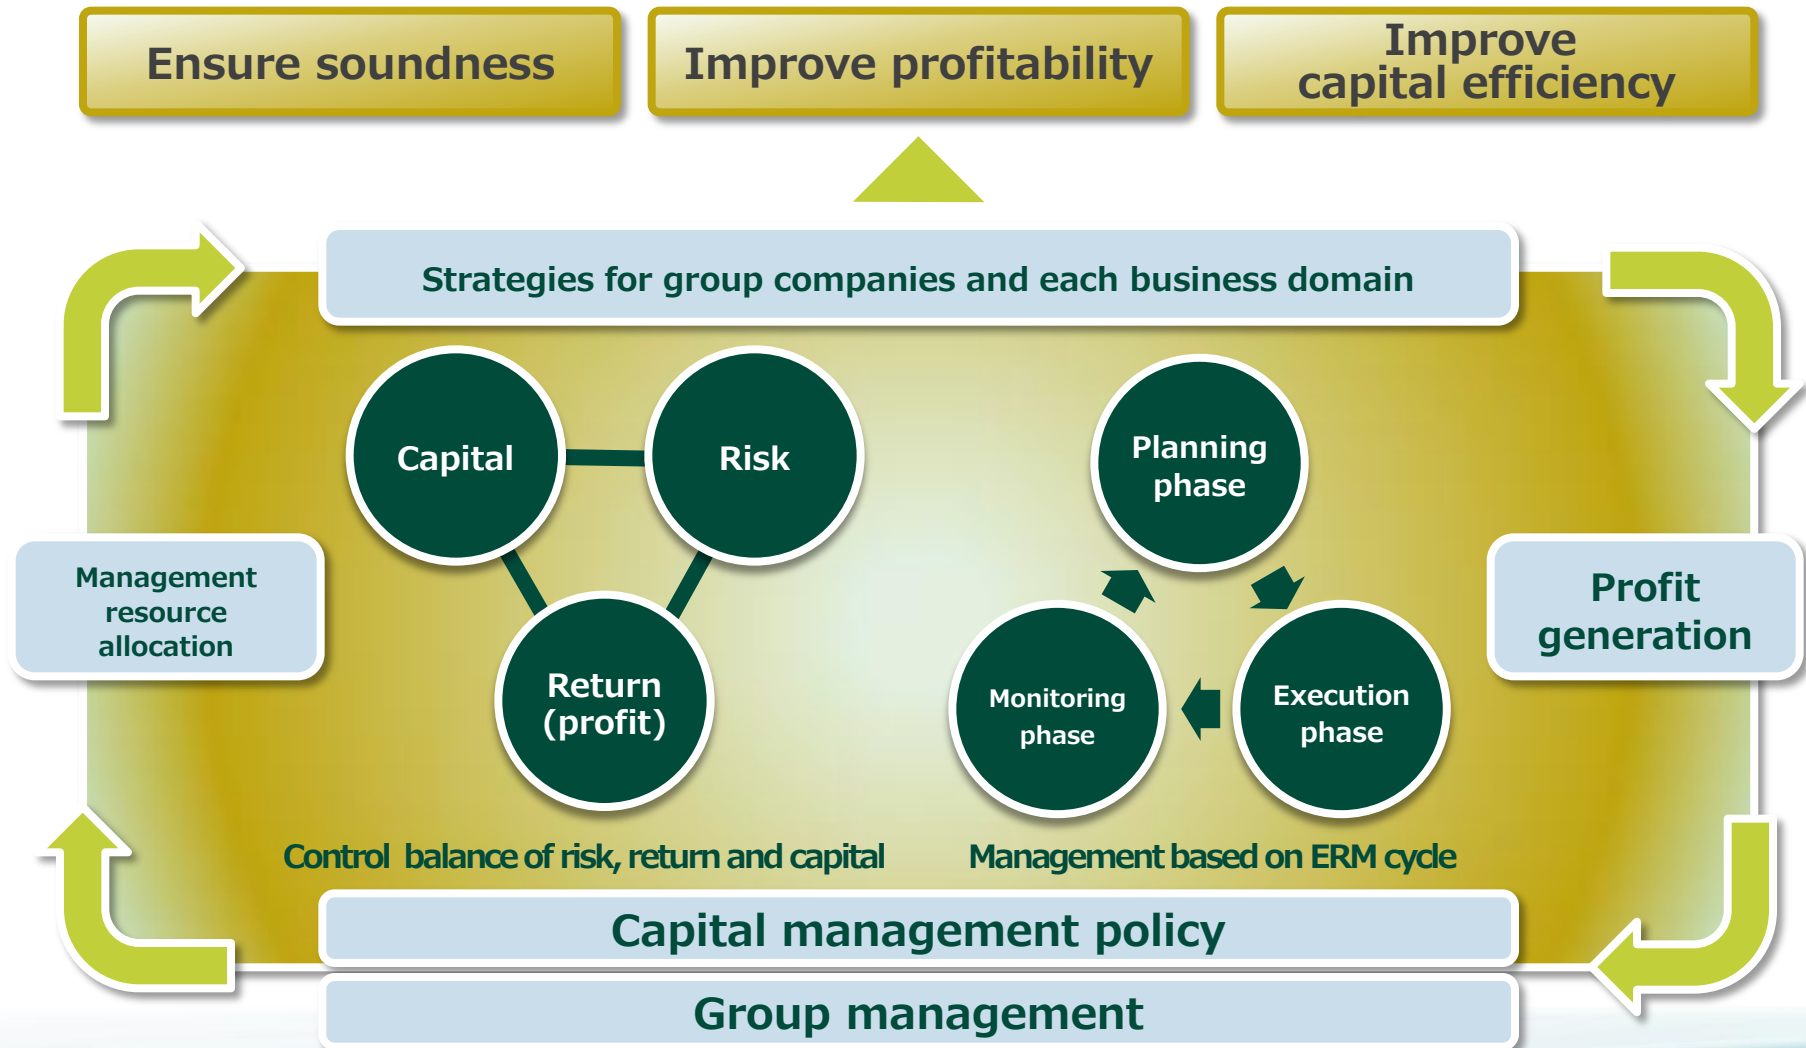 Ensure soundness
Improve profitability
Improve
capital efficiency
Strategies for group companies and each business domain
Capital
Risk
Return
(profit)
Planning
phase
Monitoring
phase
Execution
phase
Management
resource
allocation
Profit
generation
Control balance of risk, return and capital
Management based on ERM cycle
Capital management policy
Group management